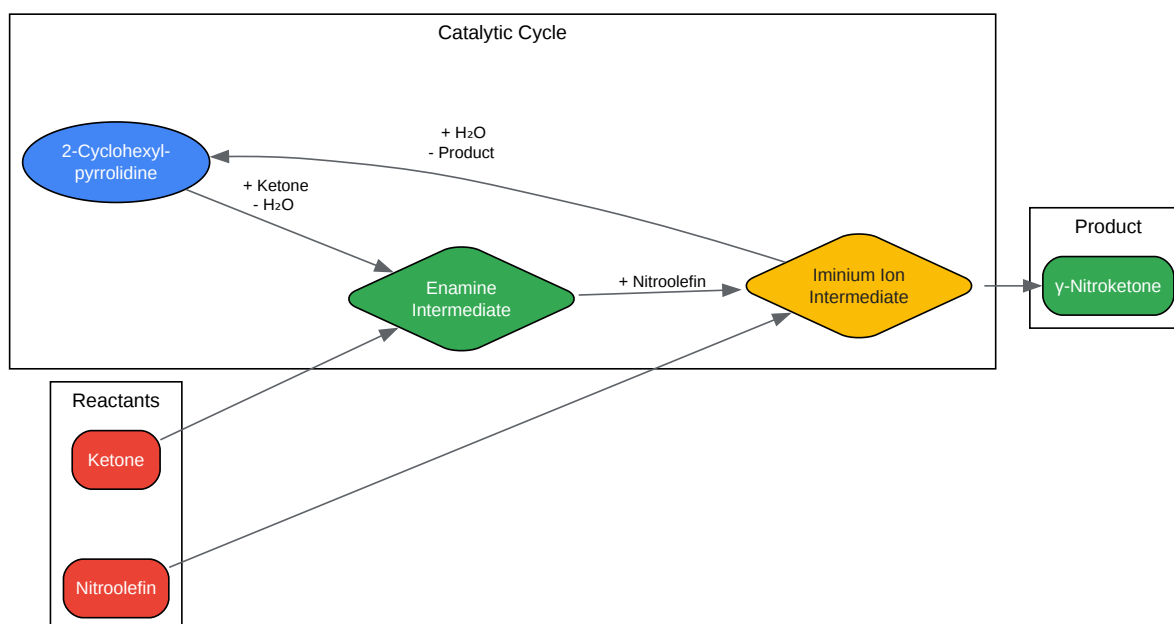 Catalytic Cycle
2-Cyclohexyl-
pyrrolidine
+ H₂O
- Product
+ Ketone
- H₂O
Enamine
Intermediate
+ Nitroolefin
Iminium Ion
Intermediate
Product
γ-Nitroketone
Reactants
Ketone
Nitroolefin